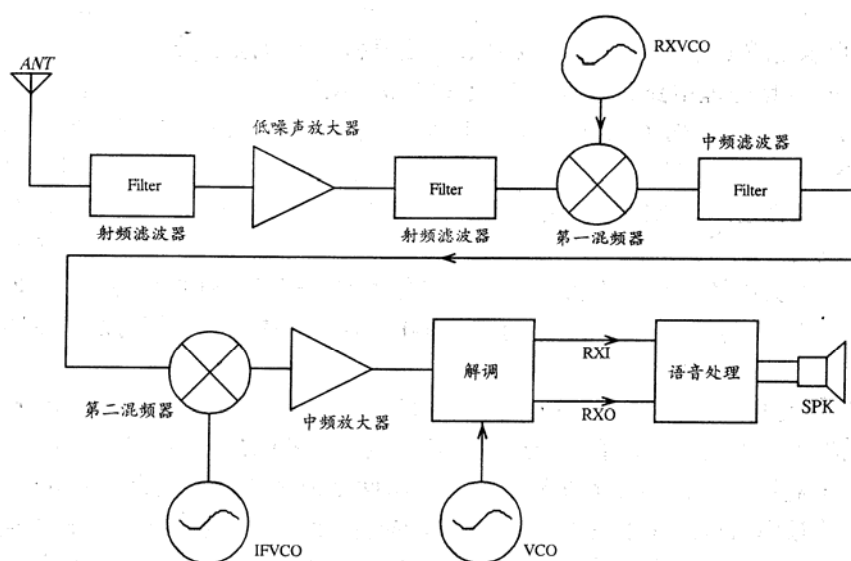 ANT
RXVCO
低噪声放大器
中频滤波器
Filter
Filter
Filter
射频滤波器
射频滤波器
第一混频器
RXI
解调
语音处理
RXO
SPK
第二混频器
中频放大器
IFVCO
VCO